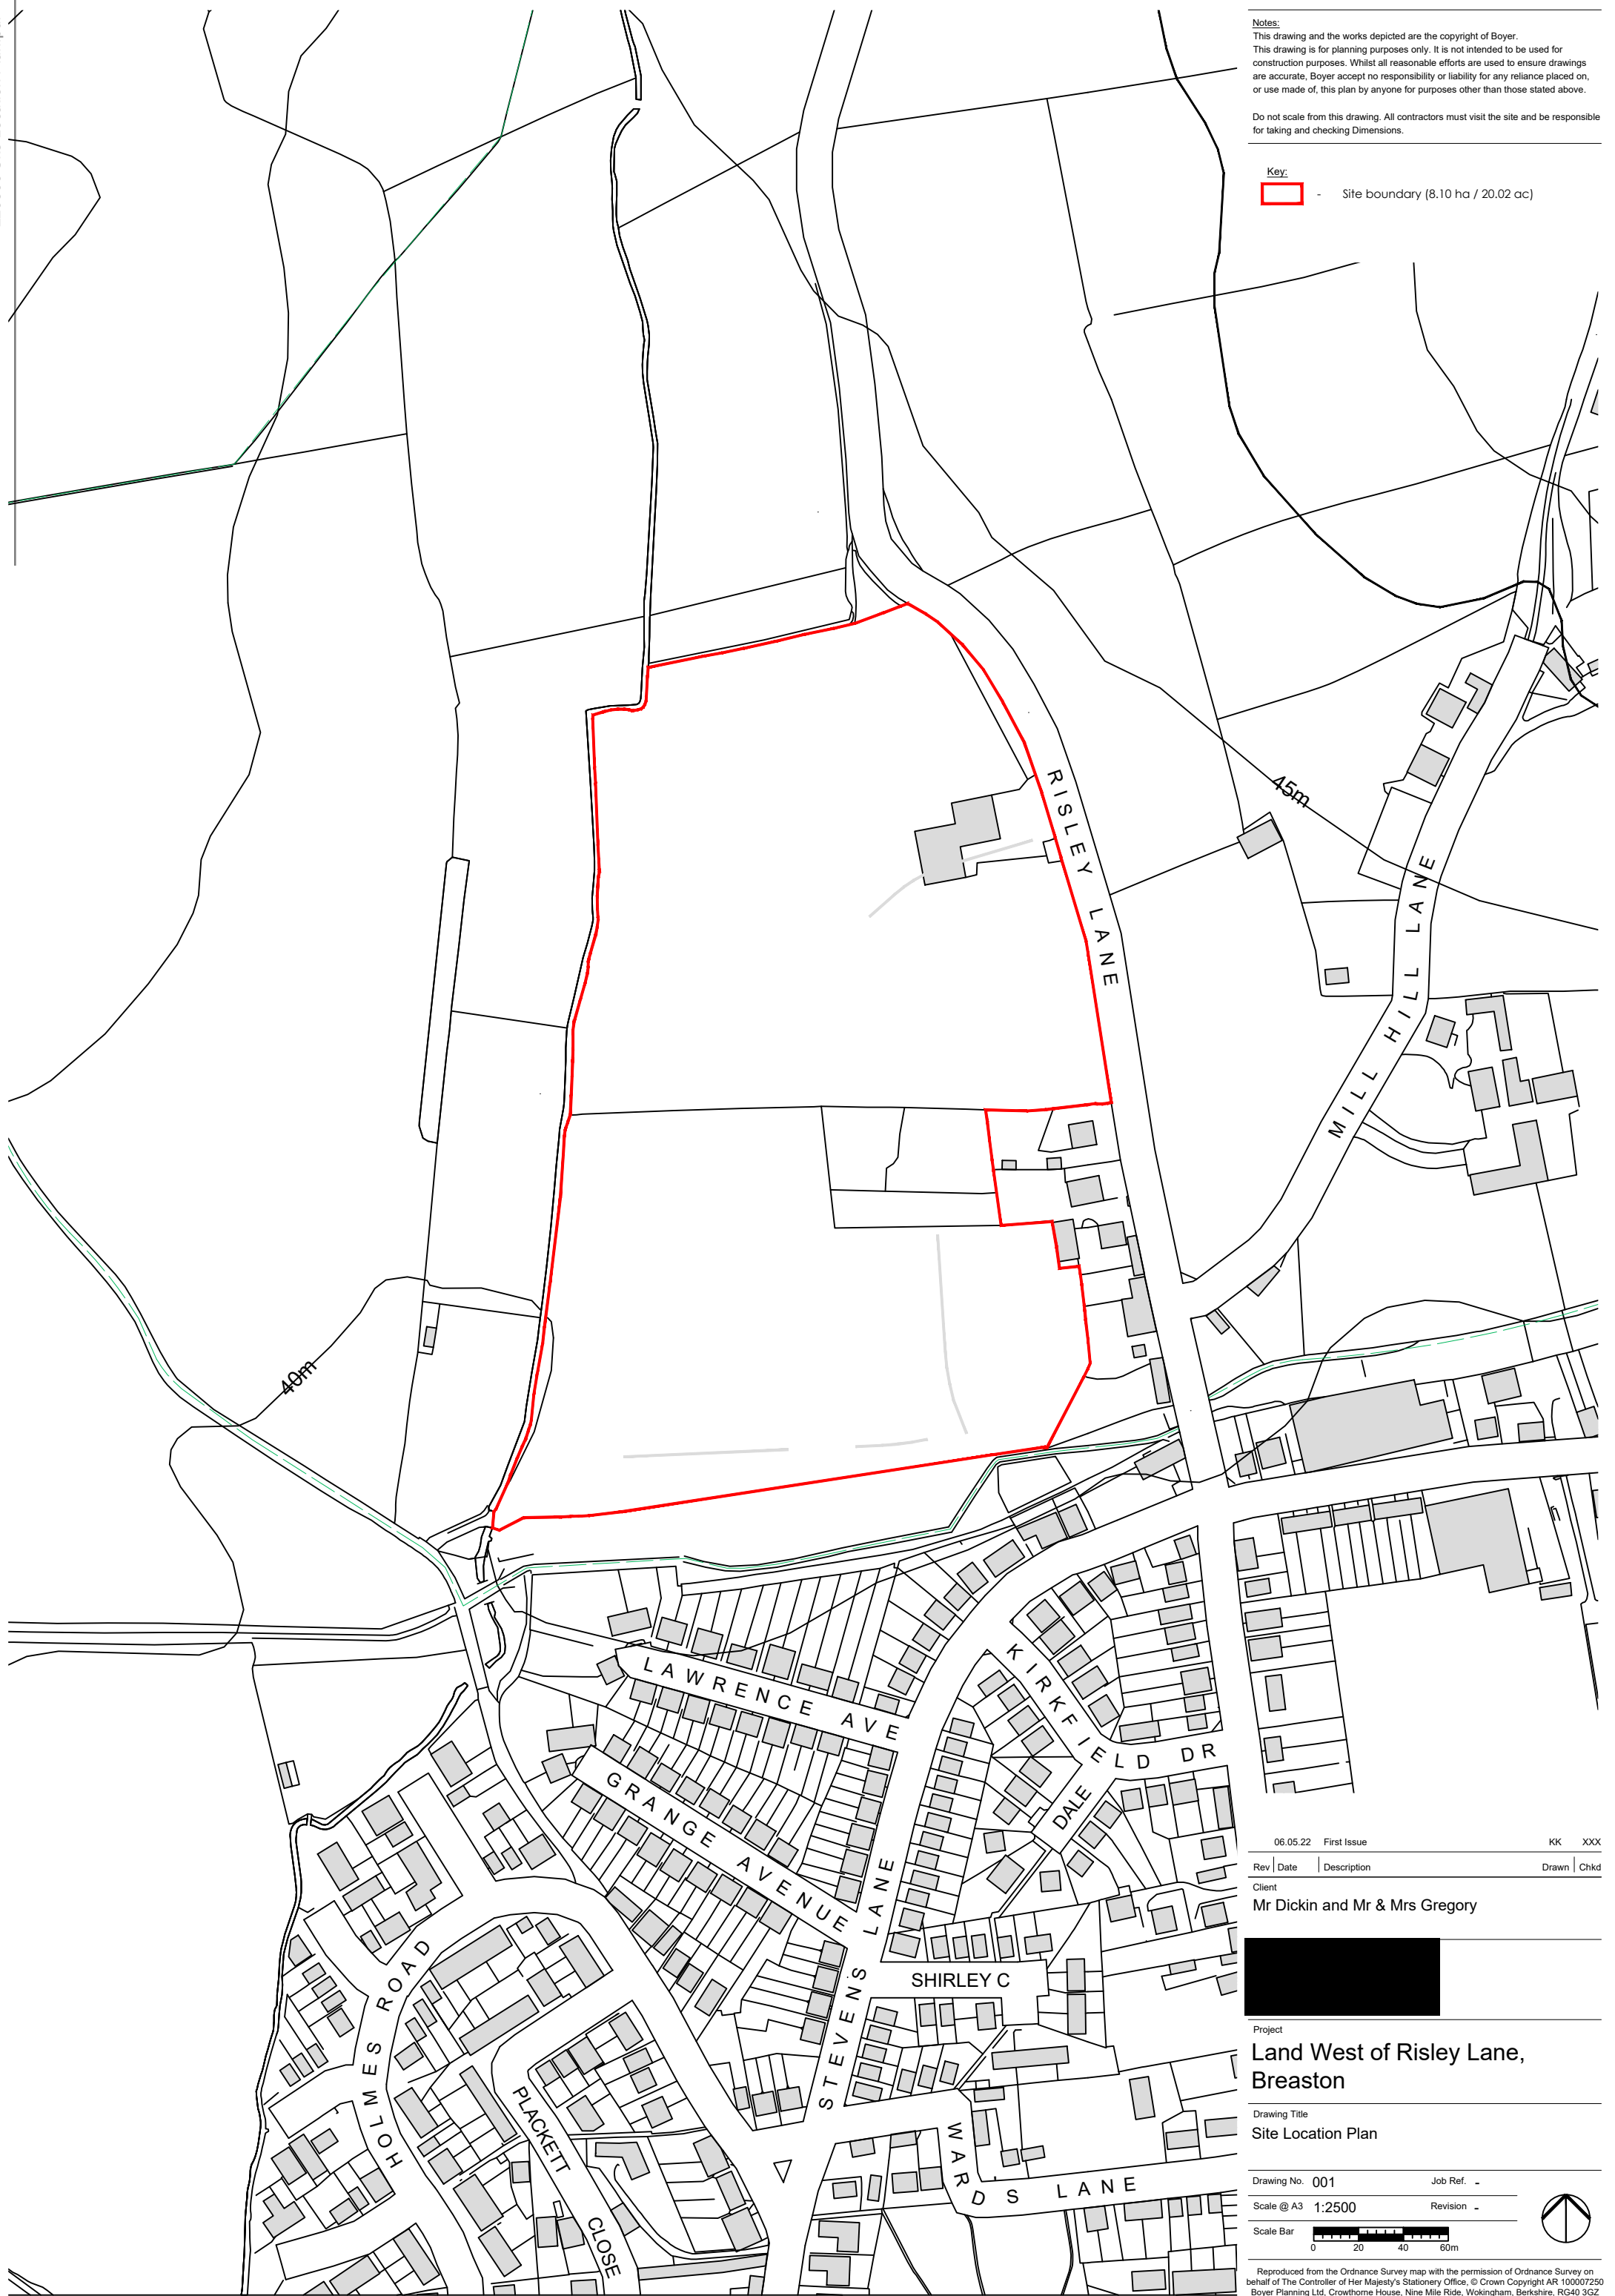 Notes:
This drawing and the works depicted are the copyright of Boyer.
This drawing is for planning purposes only. It is not intended to be used for
construction purposes. Whilst all reasonable efforts are used to ensure drawings
are accurate, Boyer accept no responsibility or liability for any reliance placed on,
or use made of, this plan by anyone for purposes other than those stated above.
Do not scale from this drawing. All contractors must visit the site and be responsible
for taking and checking Dimensions.
Key:
- Site boundary (8.10 ha / 20.02 ac)
RISLEY LANE
45m
MILL HILL LANE
40m
LAWRENCE AVE
KIRKFIELD DR
DALE
GRANGE AVENUE
STEVENS LANE
SHIRLEY C
HOLMES ROAD
PLACKETT CLOSE
WARDS LANE
06.05.22 First Issue KK XXX
Rev Date Description Drawn Chkd
Client
Mr Dickin and Mr & Mrs Gregory
Project
Land West of Risley Lane,
Breaston
Drawing Title
Site Location Plan
Drawing No. 001 Job Ref. -
Scale @ A3 1:2500 Revision -
Scale Bar
0 20 40 60m
Reproduced from the Ordnance Survey map with the permission of Ordnance Survey on
behalf of The Controller of Her Majesty's Stationery Office, © Crown Copyright AR 100007250
Boyer Planning Ltd, Crowthorne House, Nine Mile Ride, Wokingham, Berkshire, RG40 3GZ